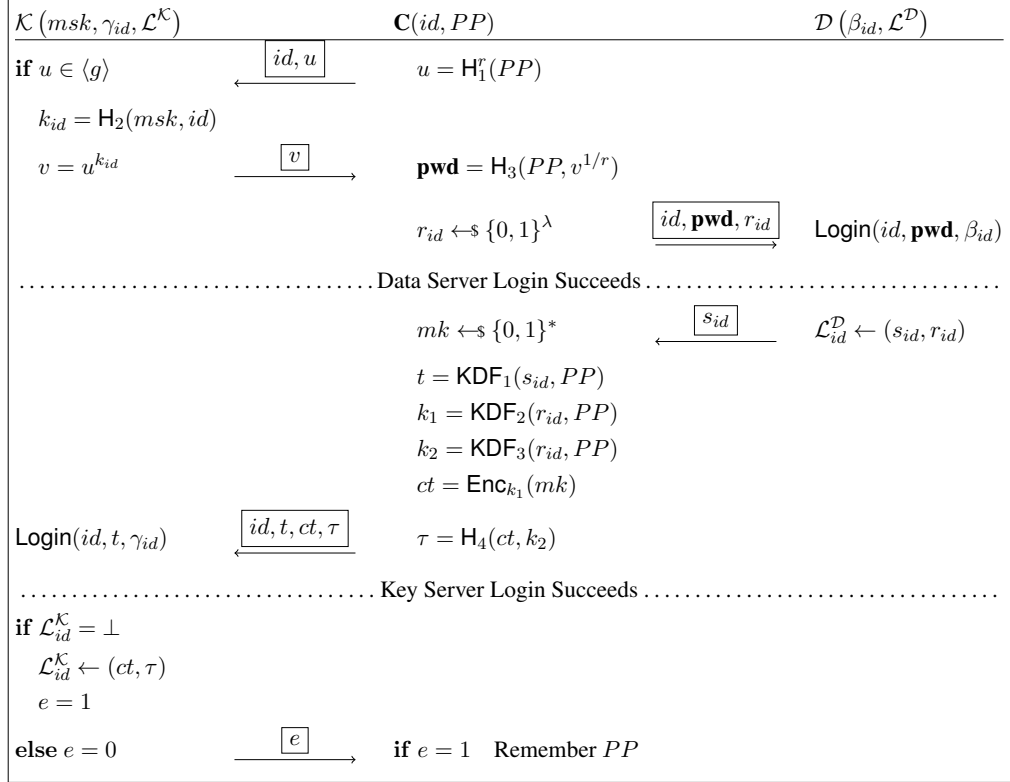 𝒦 (msk, γ_id, ℒ^𝒦) C(id, PP) 𝒟 (β_id, ℒ^𝒟)
if u ∈ ⟨g⟩ id, u u = H_1^r(PP)
k_id = H_2(msk, id)
v = u^{k_id} v pwd = H_3(PP, v^{1/r})
r_id ←$ {0, 1}^λ id, pwd, r_id Login(id, pwd, β_id)
Data Server Login Succeeds
mk ←$ {0, 1}^* s_id ℒ^𝒟_id ← (s_id, r_id)
t = KDF_1(s_id, PP)
k_1 = KDF_2(r_id, PP)
k_2 = KDF_3(r_id, PP)
ct = Enc_{k_1}(mk)
Login(id, t, γ_id) id, t, ct, τ τ = H_4(ct, k_2)
Key Server Login Succeeds
if ℒ^𝒦_id = ⊥
ℒ^𝒦_id ← (ct, τ)
e = 1
else e = 0 e if e = 1 Remember PP